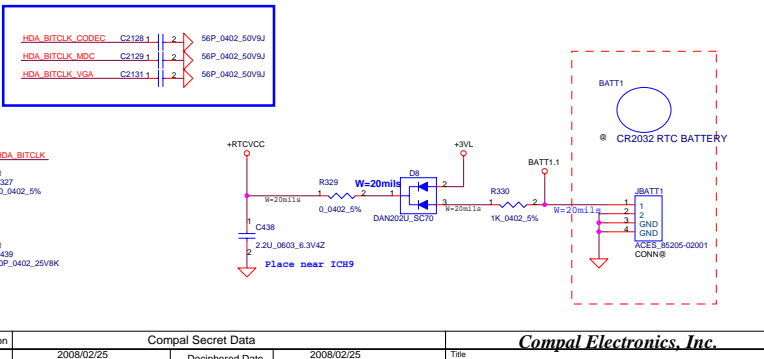 HDA_BITCLK_CODEC C2128 1 2 56P_0402_50V9J
HDA_BITCLK_MDC C2129 1 2 56P_0402_50V9J
HDA_BITCLK_VGA C2131 1 2 56P_0402_50V9J
BATT1
@ CR2032 RTC BATTERY
HDA_BITCLK
+RTCVCC
+3VL
BATT1.1
327
0_0402_5%
W=20mils
R329
1 2
0_0402_5%
W=20mils
D8
1
2
3
DAN202U_SC70
W=20mils
R330
1 2
1K_0402_5%
W=20mils
JBATT1
1 1
2 2
3 GND
4 GND
ACES_85205-02001
CONN@
1
C438
2.2U_0603_6.3V4Z
2
Place near ICH9
439
0P_0402_25V8K
on
Compal Secret Data
Compal Electronics, Inc.
2008/02/25
Deciphered Date
2008/02/25
Title